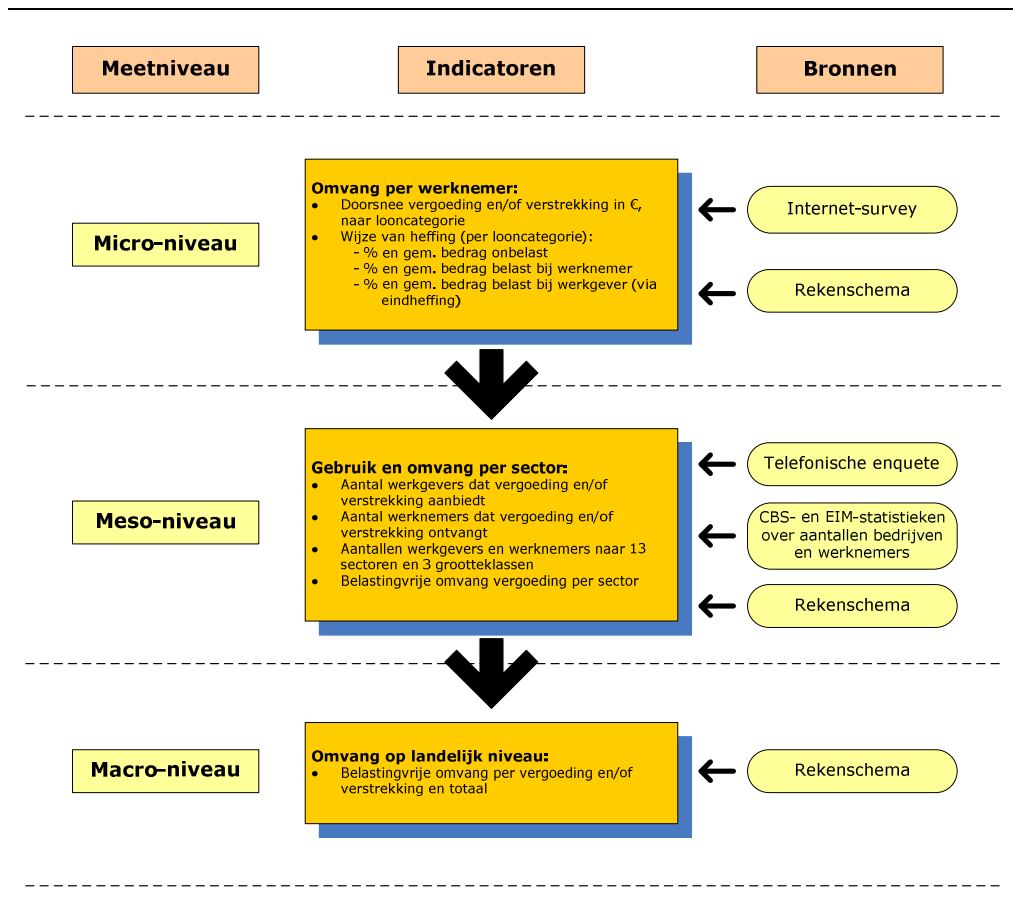 Meetniveau
Indicatoren
Bronnen
Micro-niveau
Omvang per werknemer:
• Doorsnee vergoeding en/of verstrekking in €,
naar looncategorie
• Wijze van heffing (per looncategorie):
- % en gem. bedrag onbelast
- % en gem. bedrag belast bij werknemer
- % en gem. bedrag belast bij werkgever (via
eindheffing)
Internet-survey
Rekenschema
Meso-niveau
Gebruik en omvang per sector:
• Aantal werkgevers dat vergoeding en/of
verstrekking aanbiedt
• Aantal werknemers dat vergoeding en/of
verstrekking ontvangt
• Aantallen werkgevers en werknemers naar 13
sectoren en 3 grootteklassen
• Belastingvrije omvang vergoeding per sector
Telefonische enquete
CBS- en EIM-statistieken
over aantallen bedrijven
en werknemers
Rekenschema
Macro-niveau
Omvang op landelijk niveau:
• Belastingvrije omvang per vergoeding en/of
verstrekking en totaal
Rekenschema